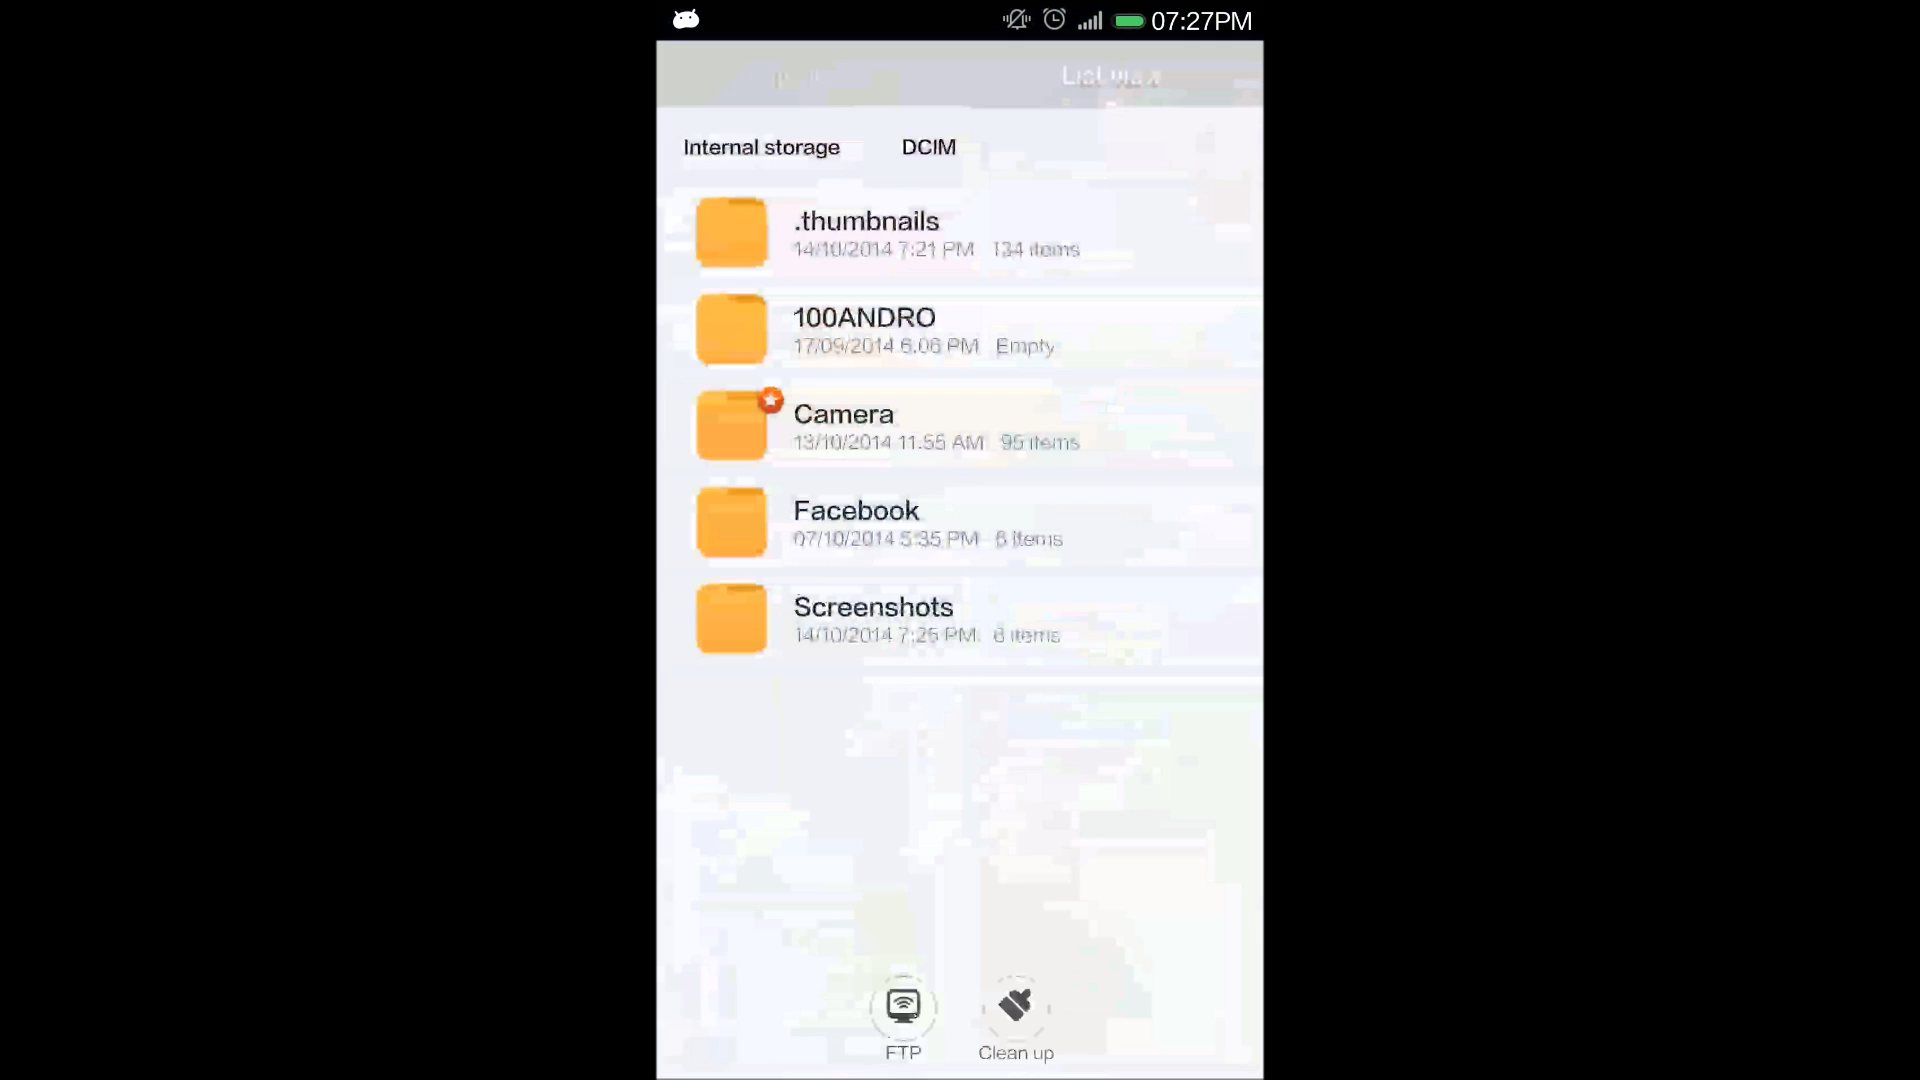 07:27PM
List view
Internal storage DCIM
.thumbnails
14/10/2014 7:21 PM 134 items
100ANDRO
17/09/2014 6:06 PM Empty
Camera
13/10/2014 11:55 AM 95 items
Facebook
07/10/2014 5:35 PM 6 items
Screenshots
14/10/2014 7:25 PM 6 items
FTP Clean up